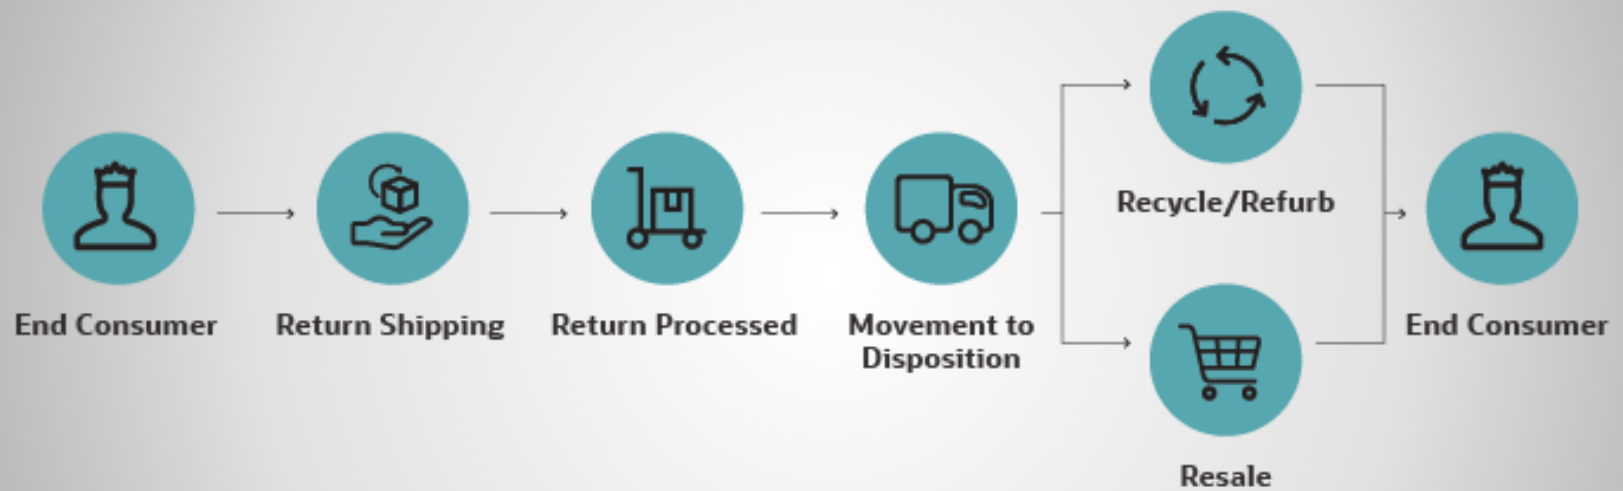 End Consumer
Return Shipping
Return Processed
Movement to
Disposition
Recycle/Refurb
Resale
End Consumer